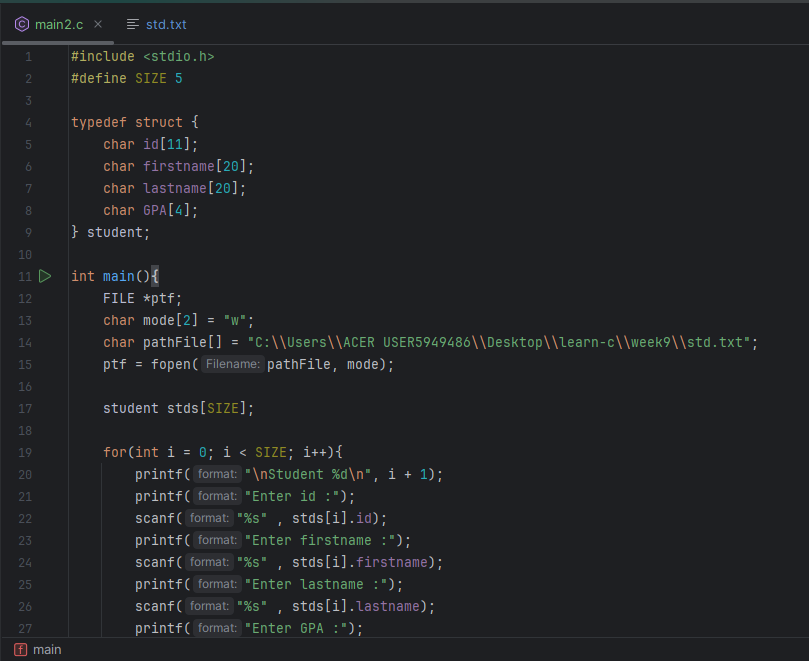 main2.c × std.txt
1 #include <stdio.h>
2 #define SIZE 5
3
4 typedef struct {
5     char id[11];
6     char firstname[20];
7     char lastname[20];
8     char GPA[4];
9 } student;
10
11 int main(){
12     FILE *ptf;
13     char mode[2] = "w";
14     char pathFile[] = "C:\\Users\\ACER USER5949486\\Desktop\\learn-c\\week9\\std.txt";
15     ptf = fopen( Filename: pathFile, mode);
16
17     student stds[SIZE];
18
19     for(int i = 0; i < SIZE; i++){
20         printf( format: "\nStudent %d\n", i + 1);
21         printf( format: "Enter id :");
22         scanf( format: "%s" , stds[i].id);
23         printf( format: "Enter firstname :");
24         scanf( format: "%s" , stds[i].firstname);
25         printf( format: "Enter lastname :");
26         scanf( format: "%s" , stds[i].lastname);
27         printf( format: "Enter GPA :");
f main